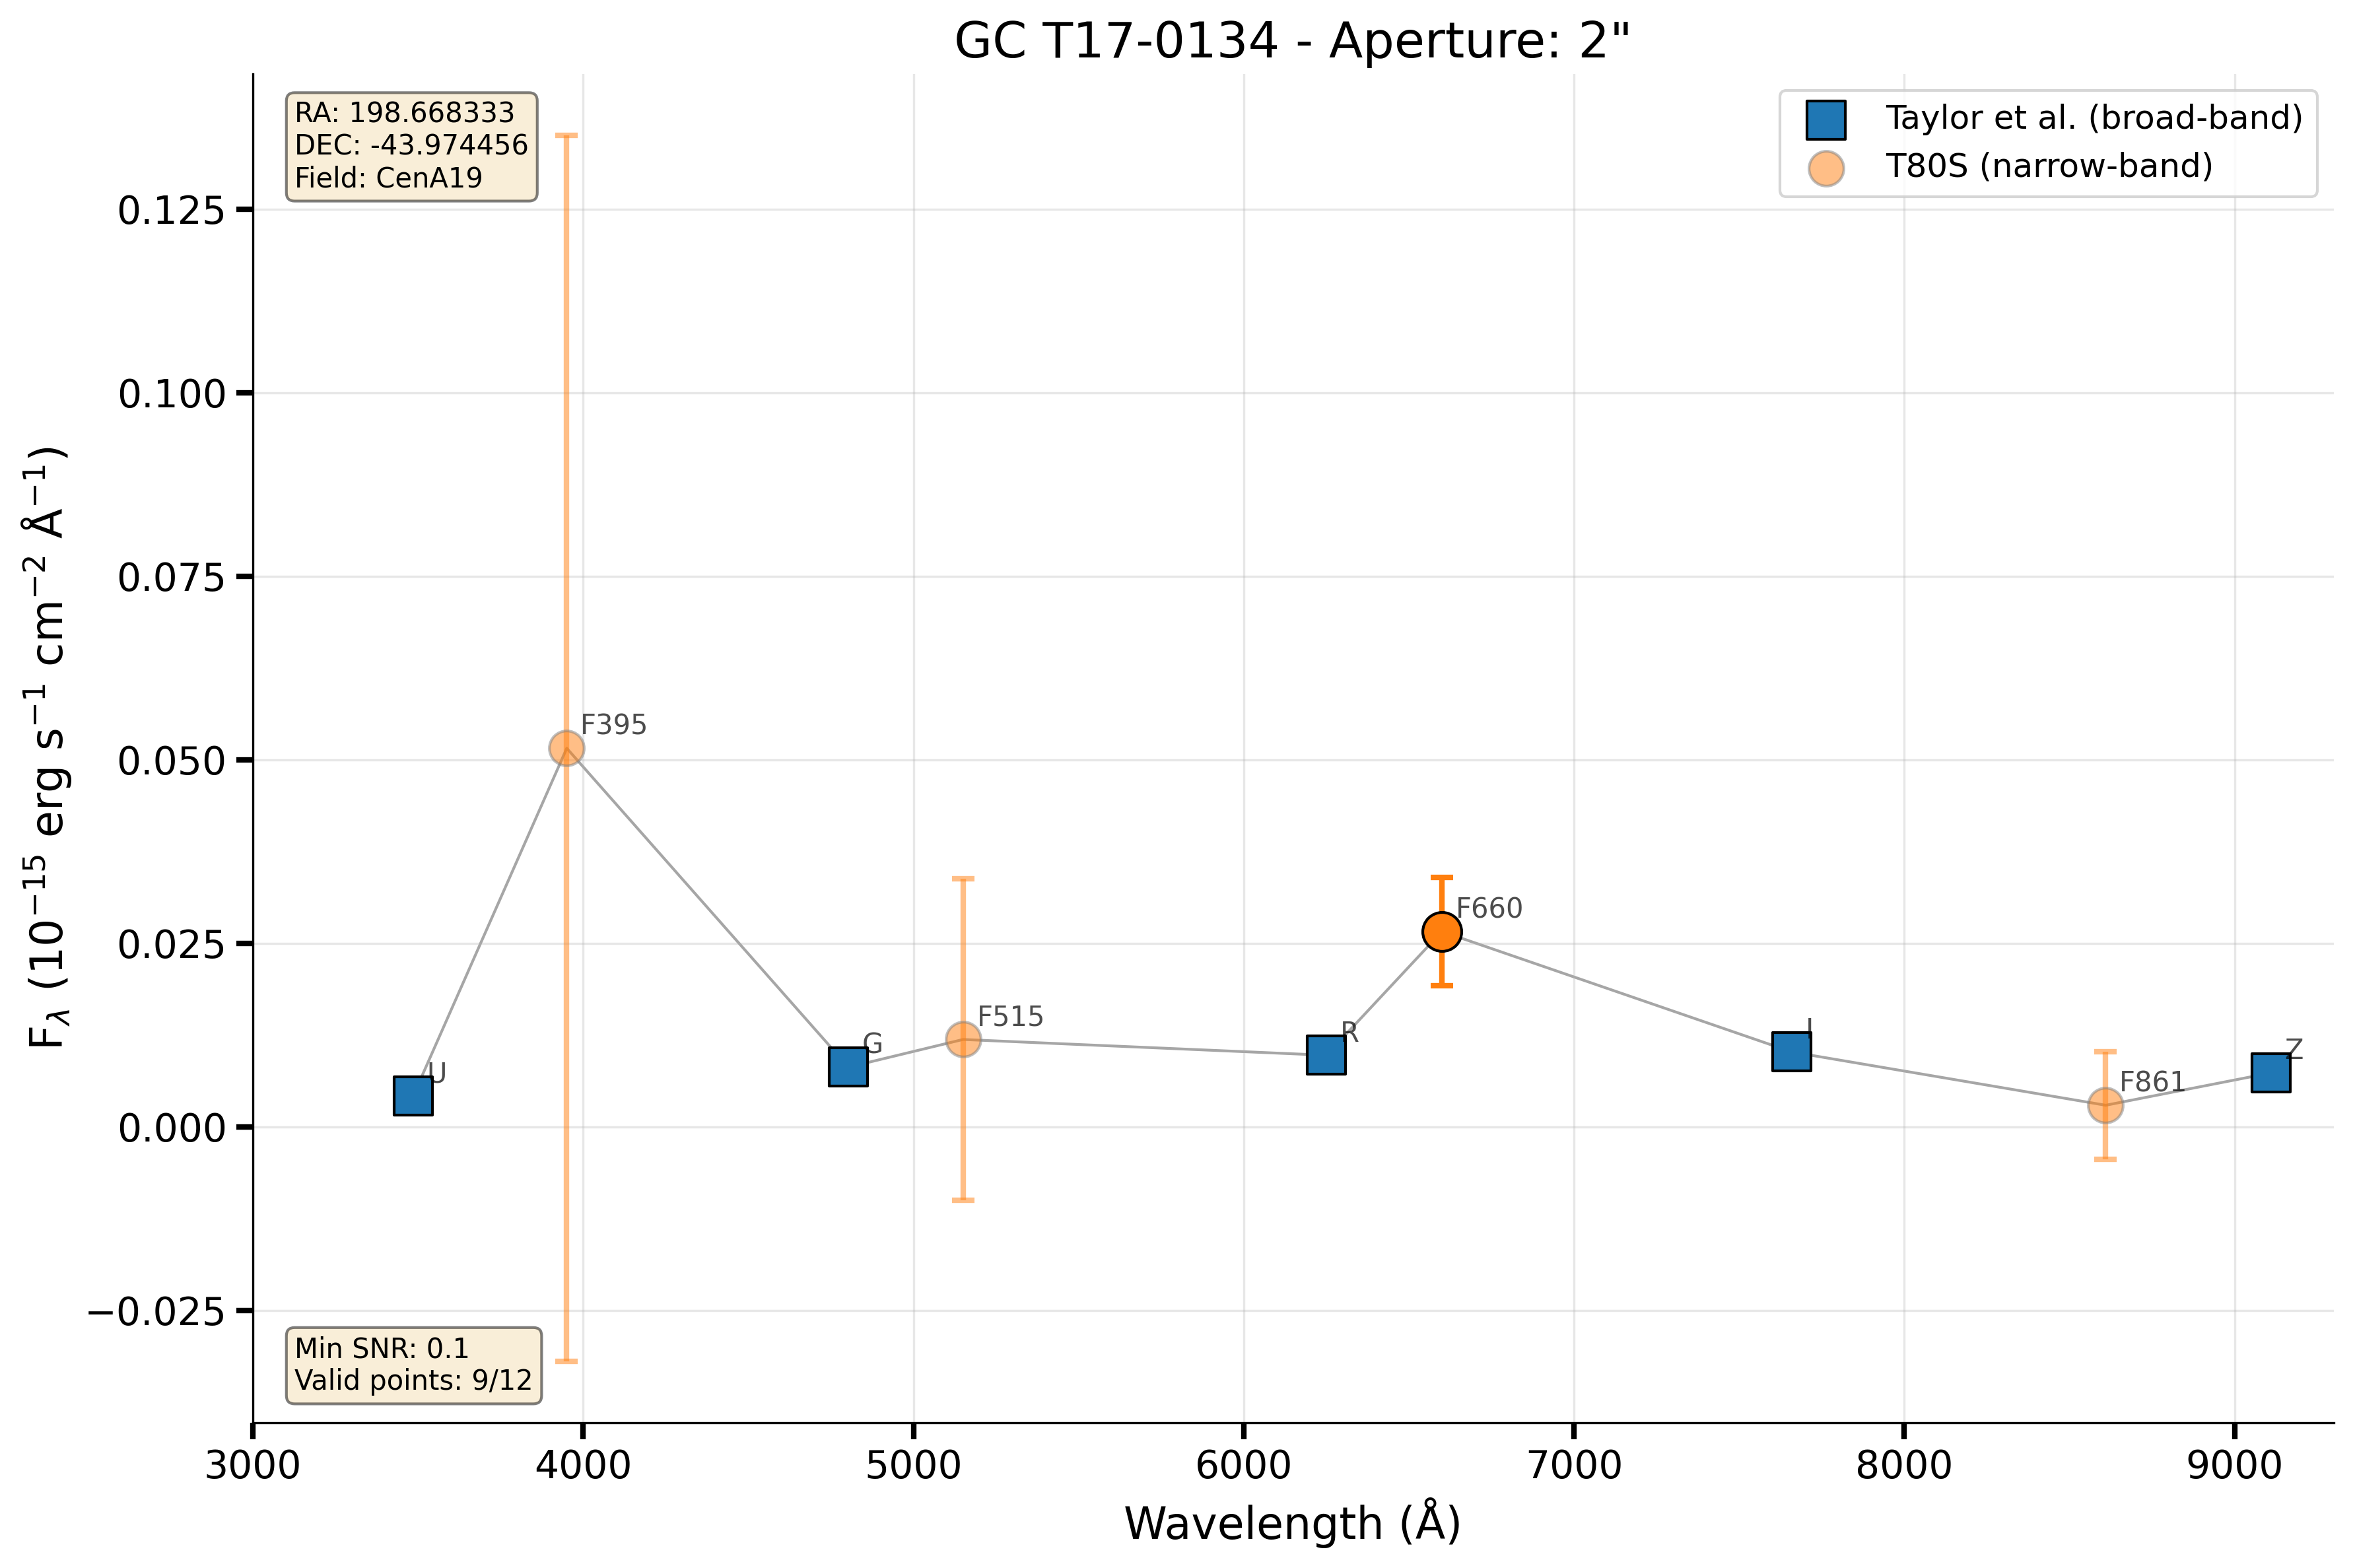 GC T17-0134 - Aperture: 2"
RA: 198.668333
DEC: -43.974456
Field: CenA19
Taylor et al. (broad-band)
T80S (narrow-band)
0.125
0.100
0.075
0.050
0.025
0.000
−0.025
F395
F660
F515
U
G
R
I
F861
Z
Min SNR: 0.1
Valid points: 9/12
3000 4000 5000 6000 7000 8000 9000
Wavelength (Å)
F_λ (10⁻¹⁵ erg s⁻¹ cm⁻² Å⁻¹)